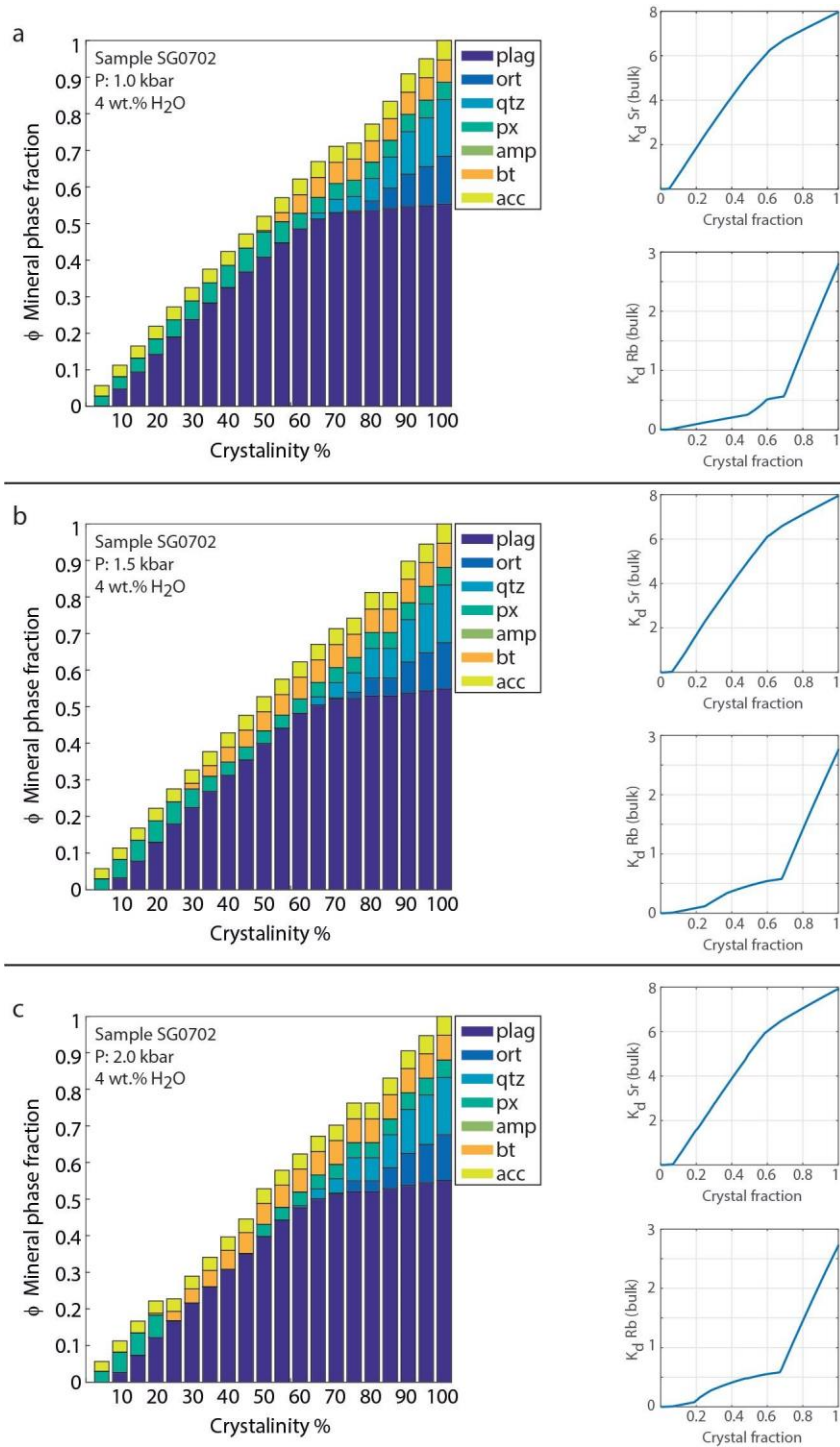 a
Sample SG0702
P: 1.0 kbar
4 wt.% H2O
1
0.9
0.8
0.7
0.6
0.5
0.4
0.3
0.2
0.1
0
ϕ Mineral phase fraction
10 20 30 40 50 60 70 80 90 100
Crystalinity %
plag
ort
qtz
px
amp
bt
acc
8
6
4
2
Kd Sr (bulk)
0 0.2 0.4 0.6 0.8 1
Crystal fraction
3
2
1
0
Kd Rb (bulk)
0.2 0.4 0.6 0.8 1
Crystal fraction
b
Sample SG0702
P: 1.5 kbar
4 wt.% H2O
1
0.9
0.8
0.7
0.6
0.5
0.4
0.3
0.2
0.1
0
ϕ Mineral phase fraction
10 20 30 40 50 60 70 80 90 100
Crystalinity %
plag
ort
qtz
px
amp
bt
acc
8
6
4
2
Kd Sr (bulk)
0 0.2 0.4 0.6 0.8 1
Crystal fraction
3
2
1
0
Kd Rb (bulk)
0.2 0.4 0.6 0.8 1
Crystal fraction
c
Sample SG0702
P: 2.0 kbar
4 wt.% H2O
1
0.9
0.8
0.7
0.6
0.5
0.4
0.3
0.2
0.1
0
ϕ Mineral phase fraction
10 20 30 40 50 60 70 80 90 100
Crystalinity %
plag
ort
qtz
px
amp
bt
acc
8
6
4
2
Kd Sr (bulk)
0 0.2 0.4 0.6 0.8 1
Crystal fraction
3
2
1
0
Kd Rb (bulk)
0.2 0.4 0.6 0.8 1
Crystal fraction